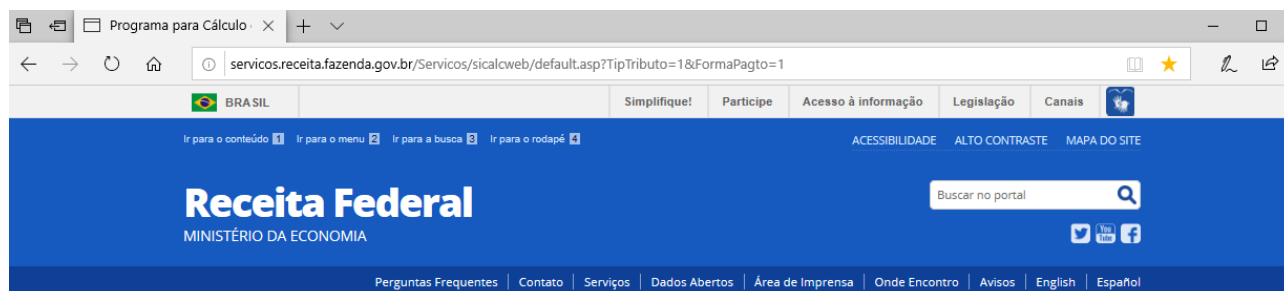 Programa para Cálculo
servicos.receita.fazenda.gov.br/Servicos/sicalcweb/default.asp?TipTributo=1&FormaPagto=1
BRASIL Simplifique! Participe Acesso à informação Legislação Canais
Ir para o conteúdo 1 Ir para o menu 2 Ir para a busca 3 Ir para o rodapé 4 ACESSIBILIDADE ALTO CONTRASTE MAPA DO SITE
Receita Federal
Buscar no portal
MINISTÉRIO DA ECONOMIA
You Tube
Perguntas Frequentes Contato Serviços Dados Abertos Área de Imprensa Onde Encontro Avisos English Español